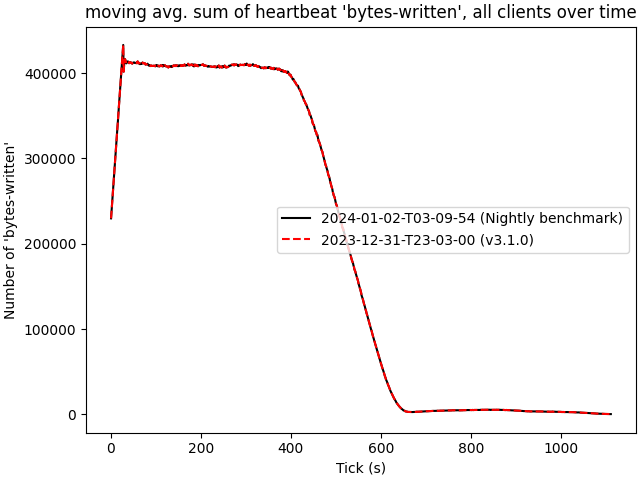 moving avg. sum of heartbeat 'bytes-written', all clients over time
Number of 'bytes-written'
400000
300000
200000
100000
0
2024-01-02-T03-09-54 (Nightly benchmark)
2023-12-31-T23-03-00 (v3.1.0)
0 200 400 600 800 1000
Tick (s)